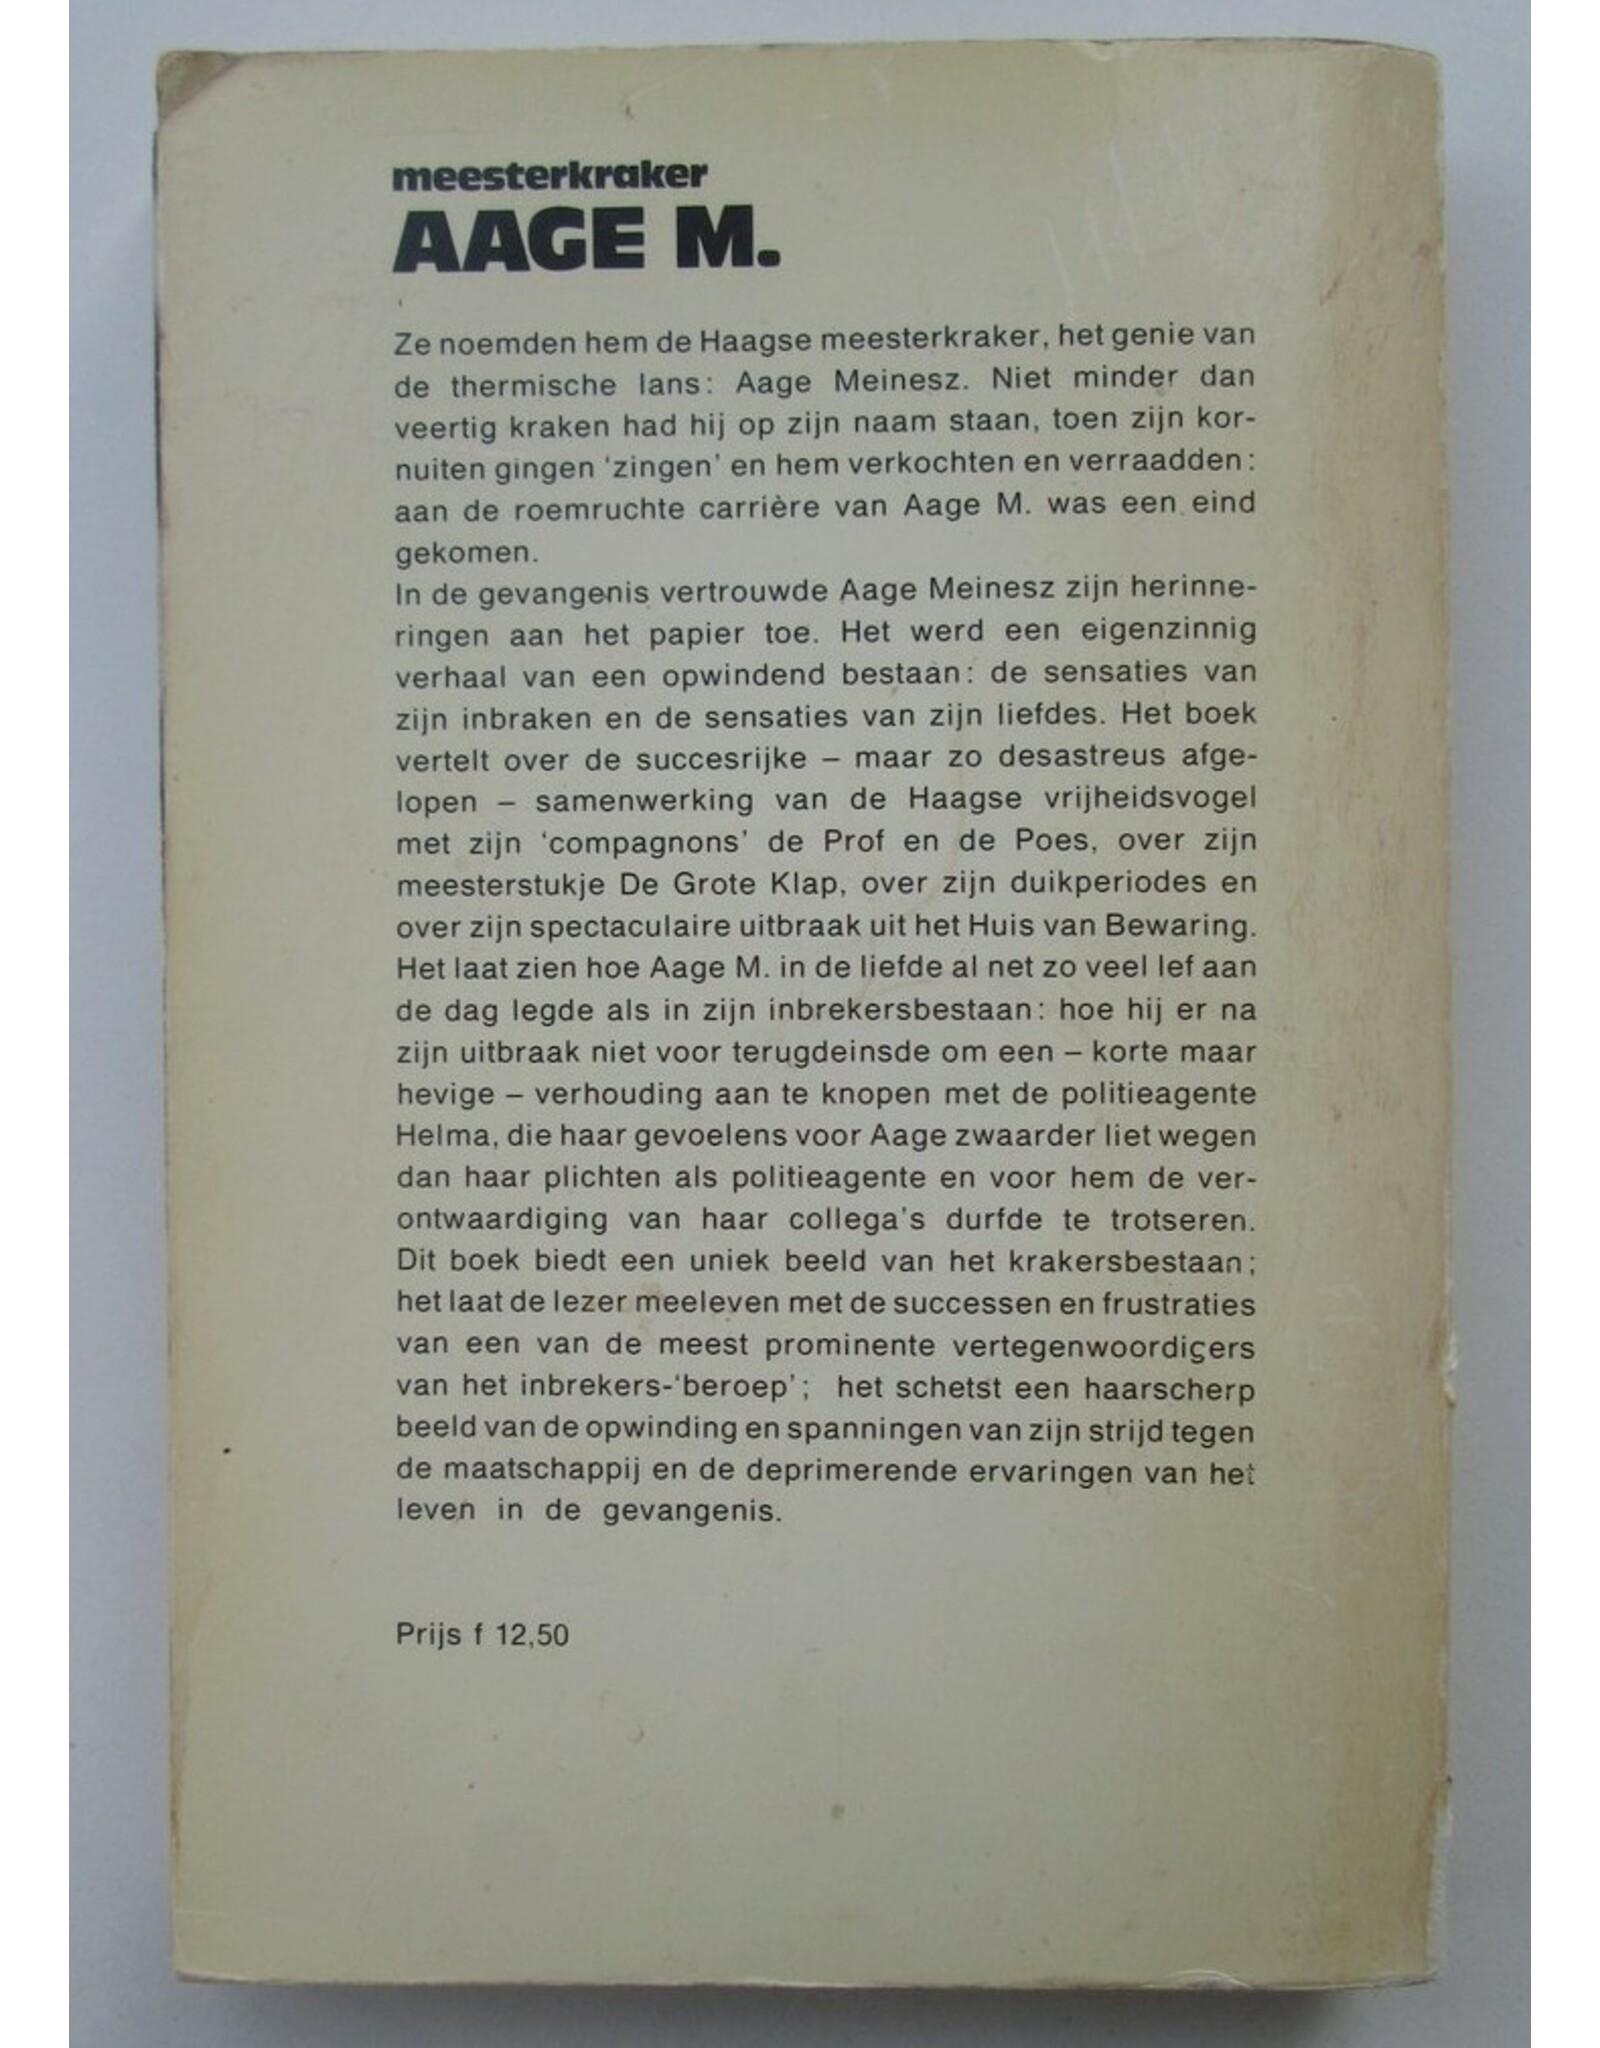 meesterkraker
AAGE M.
Ze noemden hem de Haagse meesterkraker, het genie van
de thermische lans: Aage Meinesz. Niet minder dan
veertig kraken had hij op zijn naam staan, toen zijn kor-
nuiten gingen ‘zingen’ en hem verkochten en verraadden:
aan de roemruchte carrière van Aage M. was een eind
gekomen.
In de gevangenis vertrouwde Aage Meinesz zijn herinne-
ringen aan het papier toe. Het werd een eigenzinnig
verhaal van een opwindend bestaan: de sensaties van
zijn inbraken en de sensaties van zijn liefdes. Het boek
vertelt over de succesrijke – maar zo desastreus afge-
lopen – samenwerking van de Haagse vrijheidsvogel
met zijn ‘compagnons’ de Prof en de Poes, over zijn
meesterstukje De Grote Klap, over zijn duikperiodes en
over zijn spectaculaire uitbraak uit het Huis van Bewaring.
Het laat zien hoe Aage M. in de liefde al net zo veel lef aan
de dag legde als in zijn inbrekersbestaan: hoe hij er na
zijn uitbraak niet voor terugdeinsde om een – korte maar
hevige – verhouding aan te knopen met de politieagente
Helma, die haar gevoelens voor Aage zwaarder liet wegen
dan haar plichten als politieagente en voor hem de ver-
ontwaardiging van haar collega's durfde te trotseren.
Dit boek biedt een uniek beeld van het krakersbestaan;
het laat de lezer meeleven met de successen en frustraties
van een van de meest prominente vertegenwoordigers
van het inbrekers-‘beroep’; het schetst een haarscherp
beeld van de opwinding en spanningen van zijn strijd tegen
de maatschappij en de deprimerende ervaringen van het
leven in de gevangenis.
Prijs f 12,50